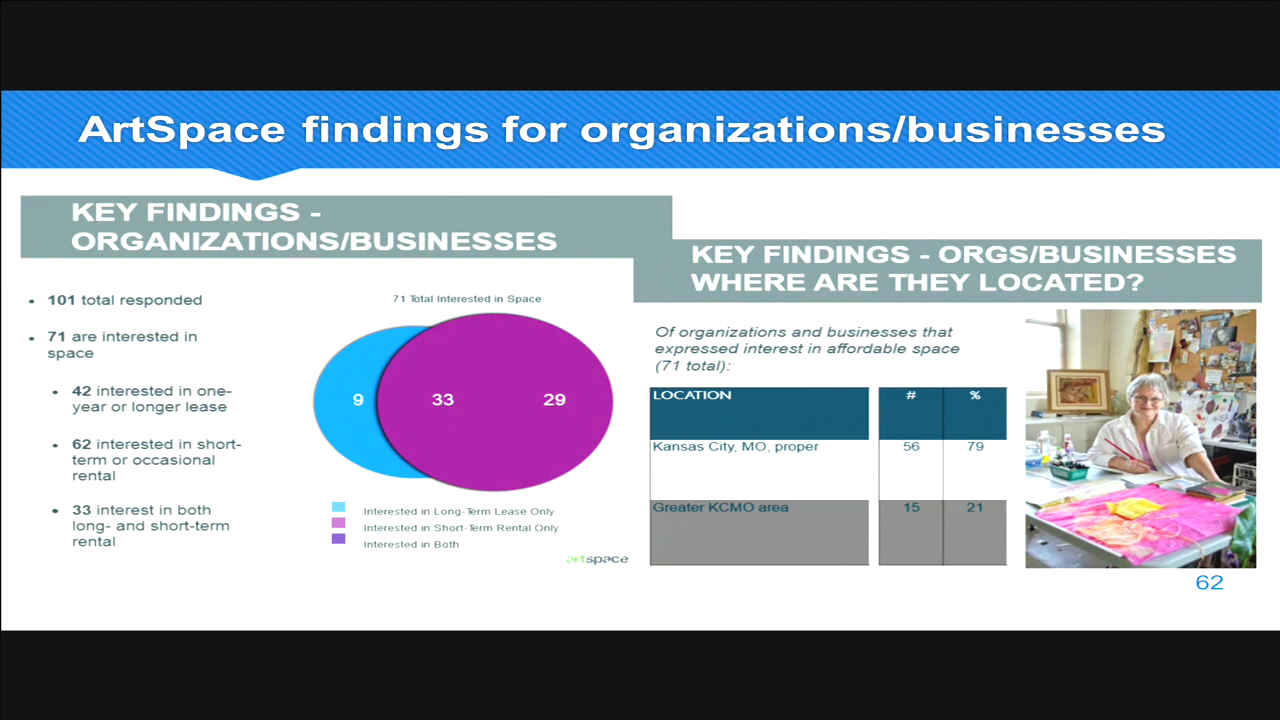 ArtSpace findings for organizations/businesses
KEY FINDINGS -
ORGANIZATIONS/BUSINESSES
• 101 total responded
• 71 are interested in
space
• 42 interested in one-
year or longer lease
• 62 interested in short-
term or occasional
rental
• 33 interest in both
long- and short-term
rental
71 Total Interested in Space
9 33 29
Interested in Long-Term Lease Only
Interested in Short-Term Rental Only
Interested in Both
artspace
KEY FINDINGS - ORGS/BUSINESSES
WHERE ARE THEY LOCATED?
Of organizations and businesses that
expressed interest in affordable space
(71 total):
LOCATION # %
Kansas City, MO, proper 56 79
Greater KCMO area 15 21
62